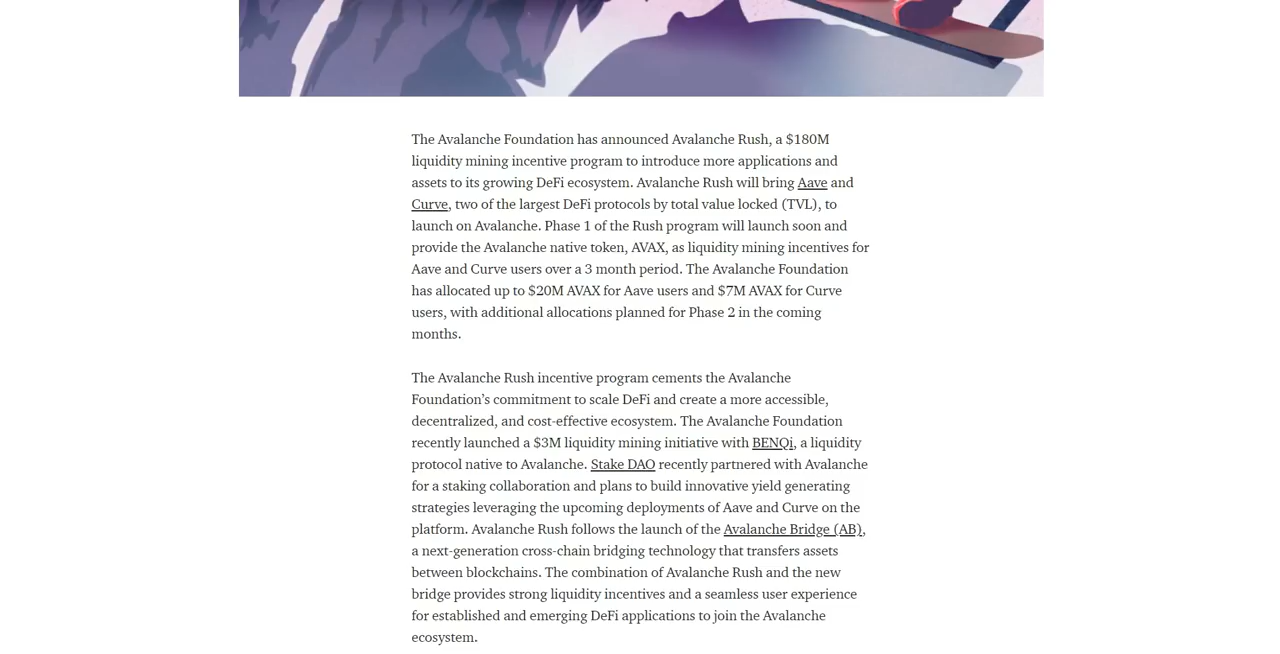 The Avalanche Foundation has announced Avalanche Rush, a $180M
liquidity mining incentive program to introduce more applications and
assets to its growing DeFi ecosystem. Avalanche Rush will bring Aave and
Curve, two of the largest DeFi protocols by total value locked (TVL), to
launch on Avalanche. Phase 1 of the Rush program will launch soon and
provide the Avalanche native token, AVAX, as liquidity mining incentives for
Aave and Curve users over a 3 month period. The Avalanche Foundation
has allocated up to $20M AVAX for Aave users and $7M AVAX for Curve
users, with additional allocations planned for Phase 2 in the coming
months.
The Avalanche Rush incentive program cements the Avalanche
Foundation’s commitment to scale DeFi and create a more accessible,
decentralized, and cost-effective ecosystem. The Avalanche Foundation
recently launched a $3M liquidity mining initiative with BENQi, a liquidity
protocol native to Avalanche. Stake DAO recently partnered with Avalanche
for a staking collaboration and plans to build innovative yield generating
strategies leveraging the upcoming deployments of Aave and Curve on the
platform. Avalanche Rush follows the launch of the Avalanche Bridge (AB),
a next-generation cross-chain bridging technology that transfers assets
between blockchains. The combination of Avalanche Rush and the new
bridge provides strong liquidity incentives and a seamless user experience
for established and emerging DeFi applications to join the Avalanche
ecosystem.